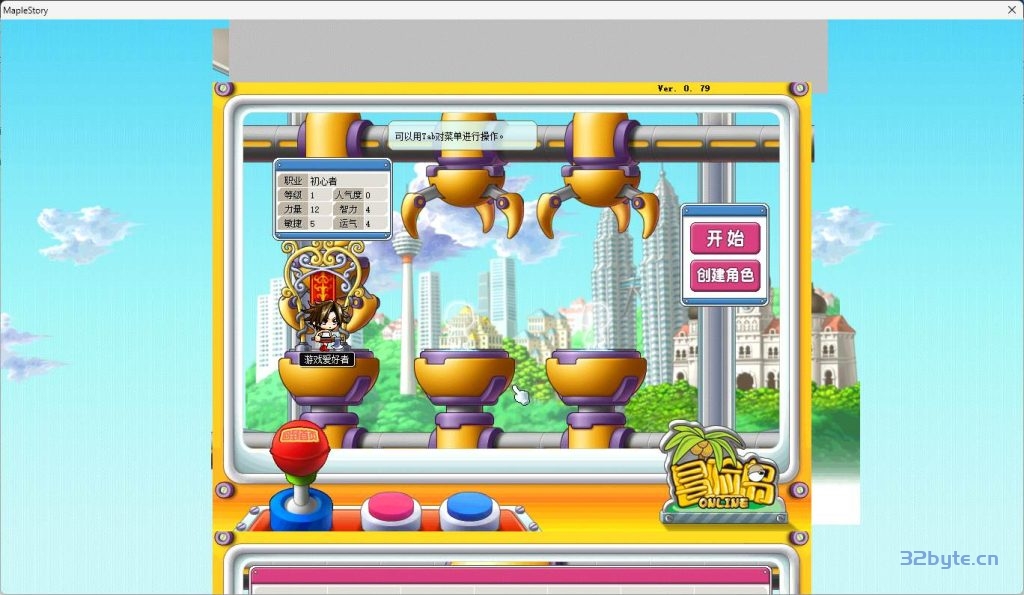 MapleStory
Ver. 0. 79
可以用Tab对菜单进行操作。
职业 初心者
等级 1 人气度 0
力量 12 智力 4
敏捷 5 运气 4
开始
创建角色
游戏爱好者
返回首页
冒险岛
ONLINE
32byte.cn